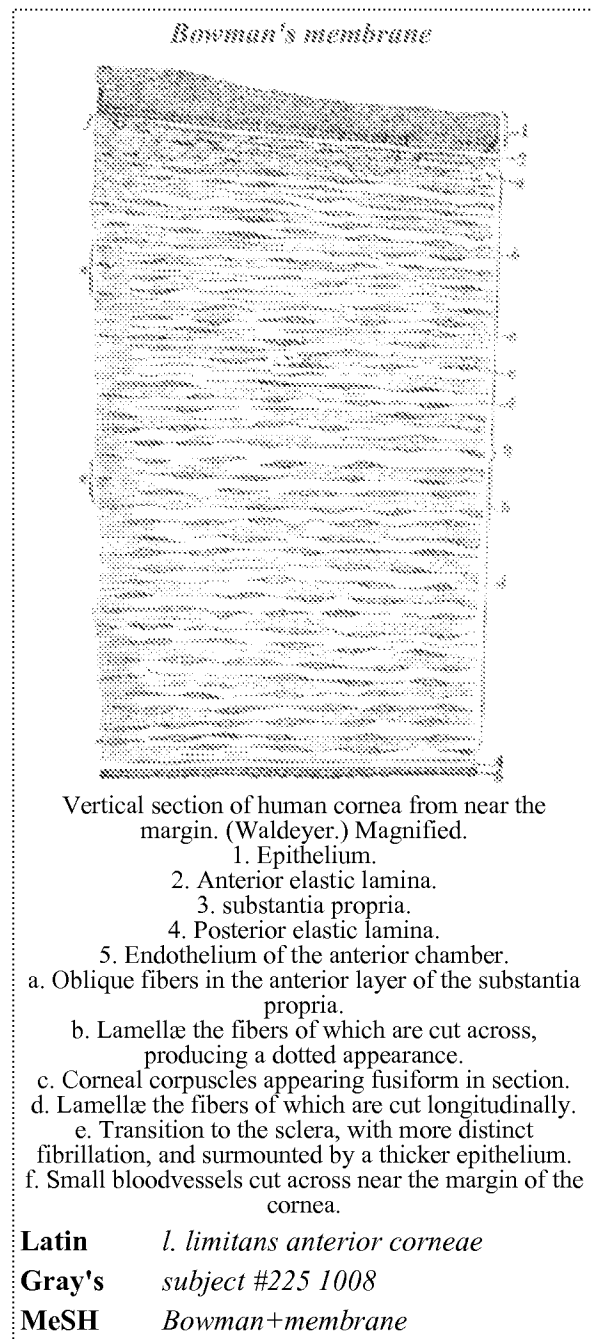 Bowman's membrane
Vertical section of human cornea from near the
margin. (Waldeyer.) Magnified.
1. Epithelium.
2. Anterior elastic lamina.
3. substantia propria.
4. Posterior elastic lamina.
5. Endothelium of the anterior chamber.
a. Oblique fibers in the anterior layer of the substantia
propria.
b. Lamellæ the fibers of which are cut across,
producing a dotted appearance.
c. Corneal corpuscles appearing fusiform in section.
d. Lamellæ the fibers of which are cut longitudinally.
e. Transition to the sclera, with more distinct
fibrillation, and surmounted by a thicker epithelium.
f. Small bloodvessels cut across near the margin of the
cornea.
Latin l. limitans anterior corneae
Gray's subject #225 1008
MeSH Bowman+membrane